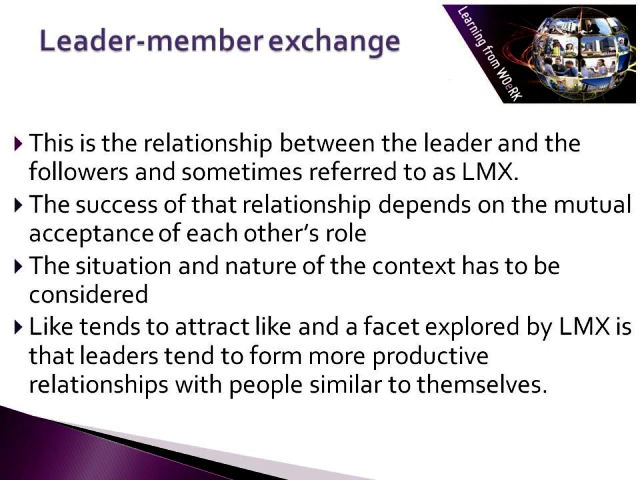 Leader-member exchange
Learning from WOeRK
This is the relationship between the leader and the
followers and sometimes referred to as LMX.
The success of that relationship depends on the mutual
acceptance of each other's role
The situation and nature of the context has to be
considered
Like tends to attract like and a facet explored by LMX is
that leaders tend to form more productive
relationships with people similar to themselves.